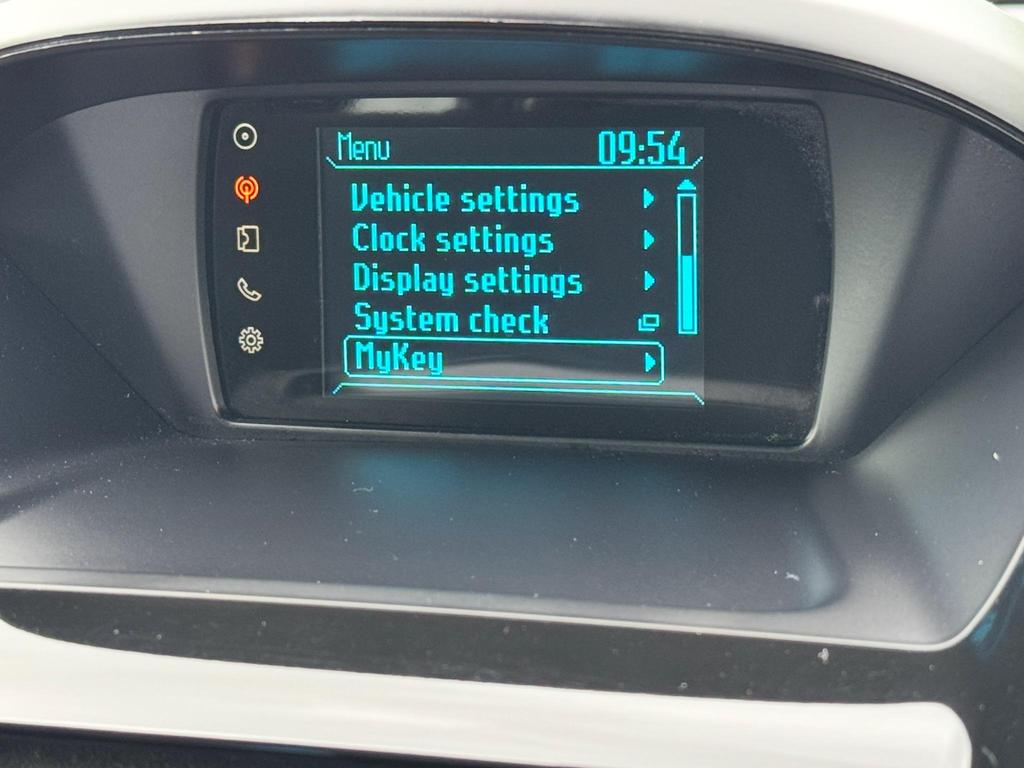 Menu 09:54
Vehicle settings
Clock settings
Display settings
System check
MyKey